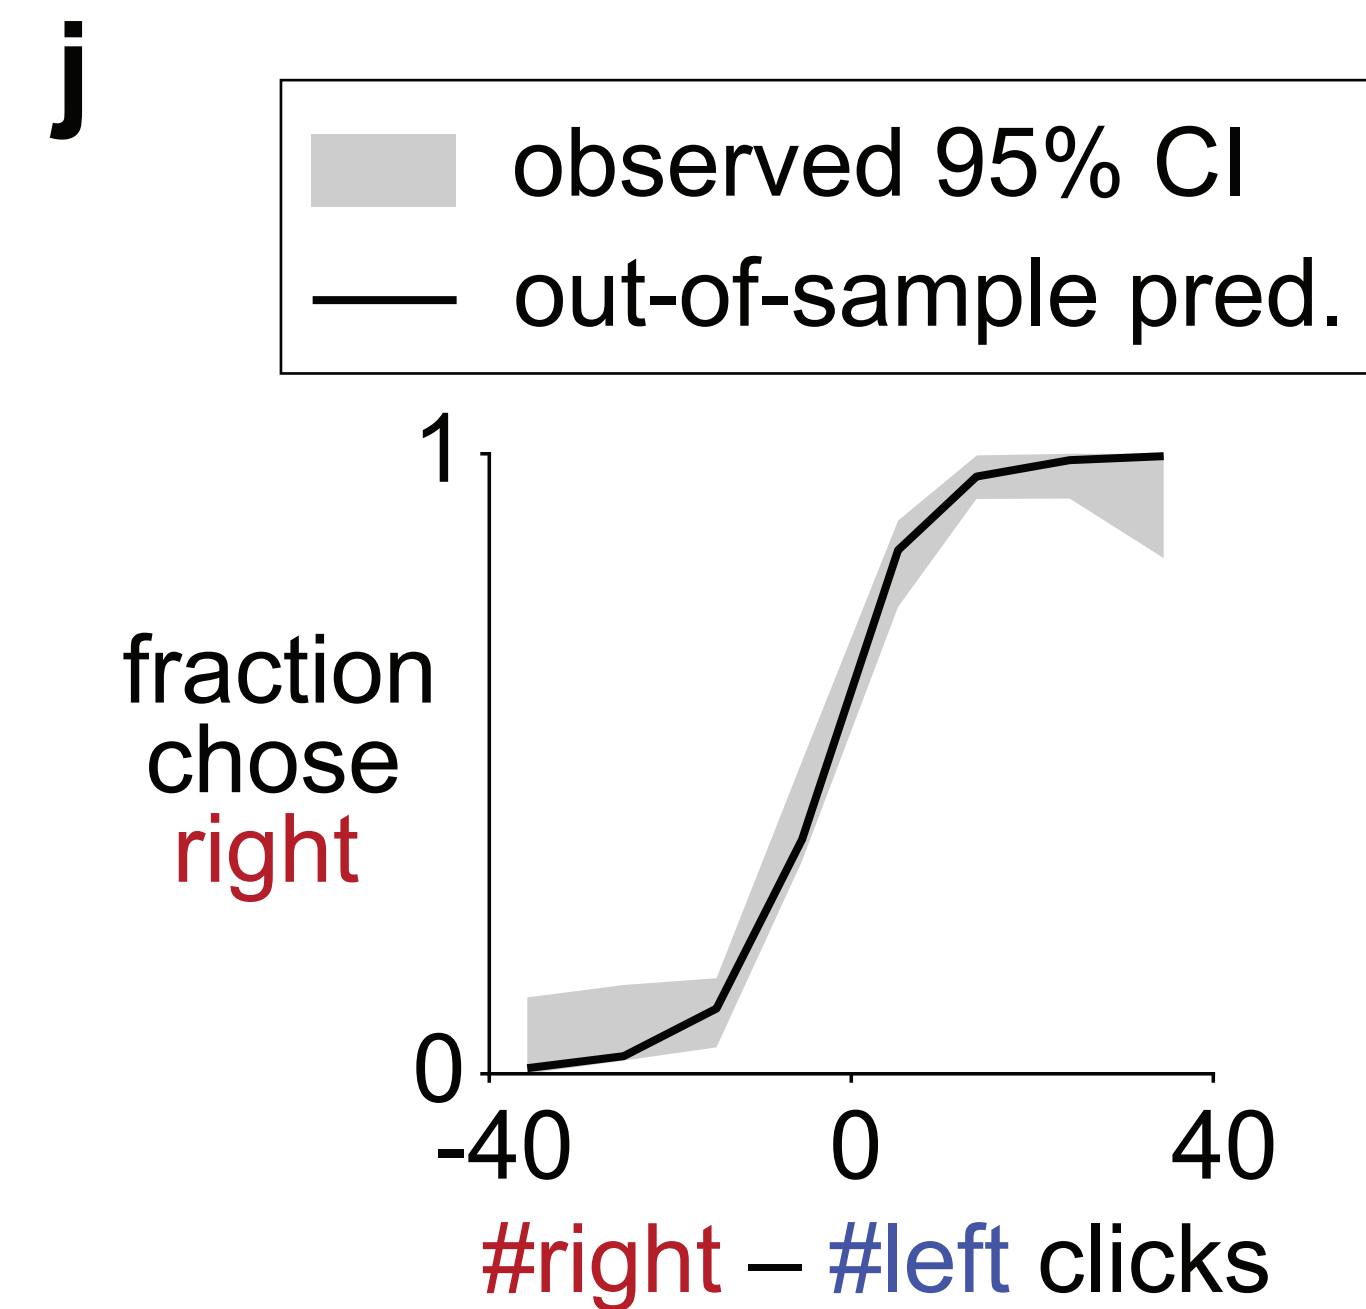 j
observed 95% CI
out-of-sample pred.
1
fraction
chose
right
0
-40 0 40
#right – #left clicks